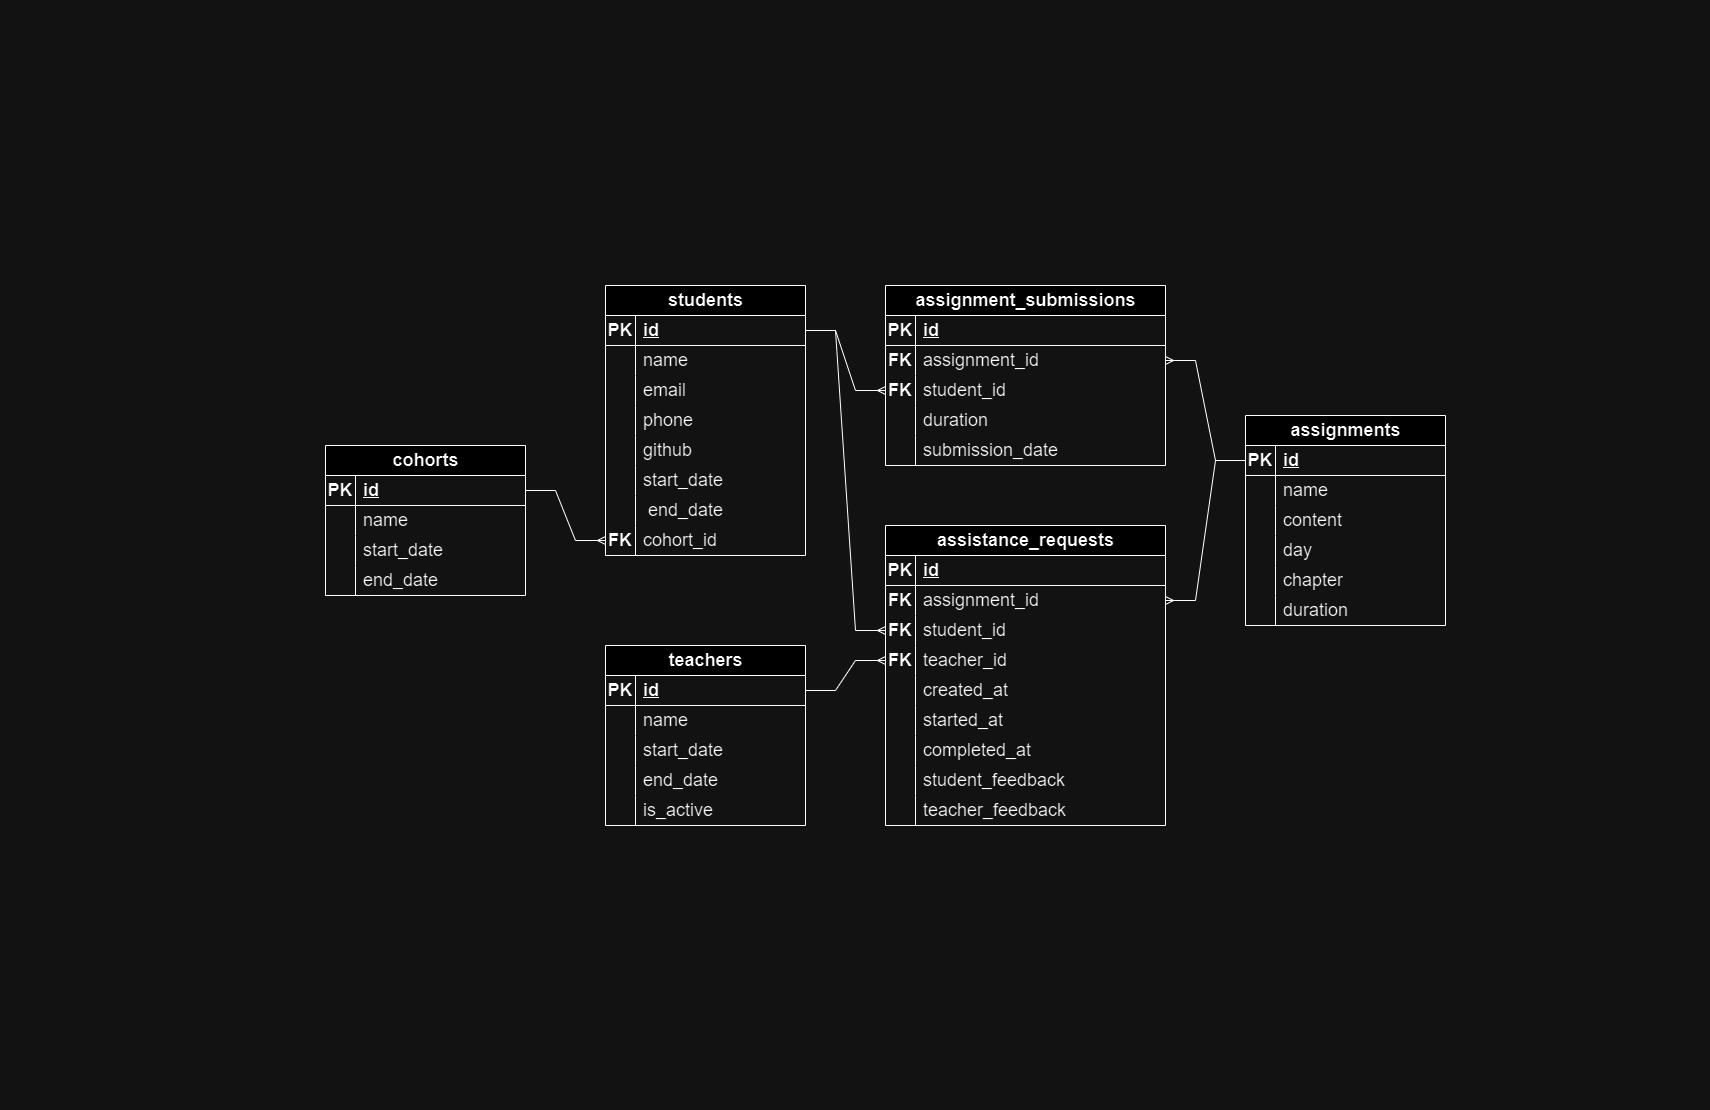 students
PK id
name
email
phone
github
start_date
end_date
FK cohort_id
assignment_submissions
PK id
FK assignment_id
FK student_id
duration
submission_date
cohorts
PK id
name
start_date
end_date
assignments
PK id
name
content
day
chapter
duration
teachers
PK id
name
start_date
end_date
is_active
assistance_requests
PK id
FK assignment_id
FK student_id
FK teacher_id
created_at
started_at
completed_at
student_feedback
teacher_feedback